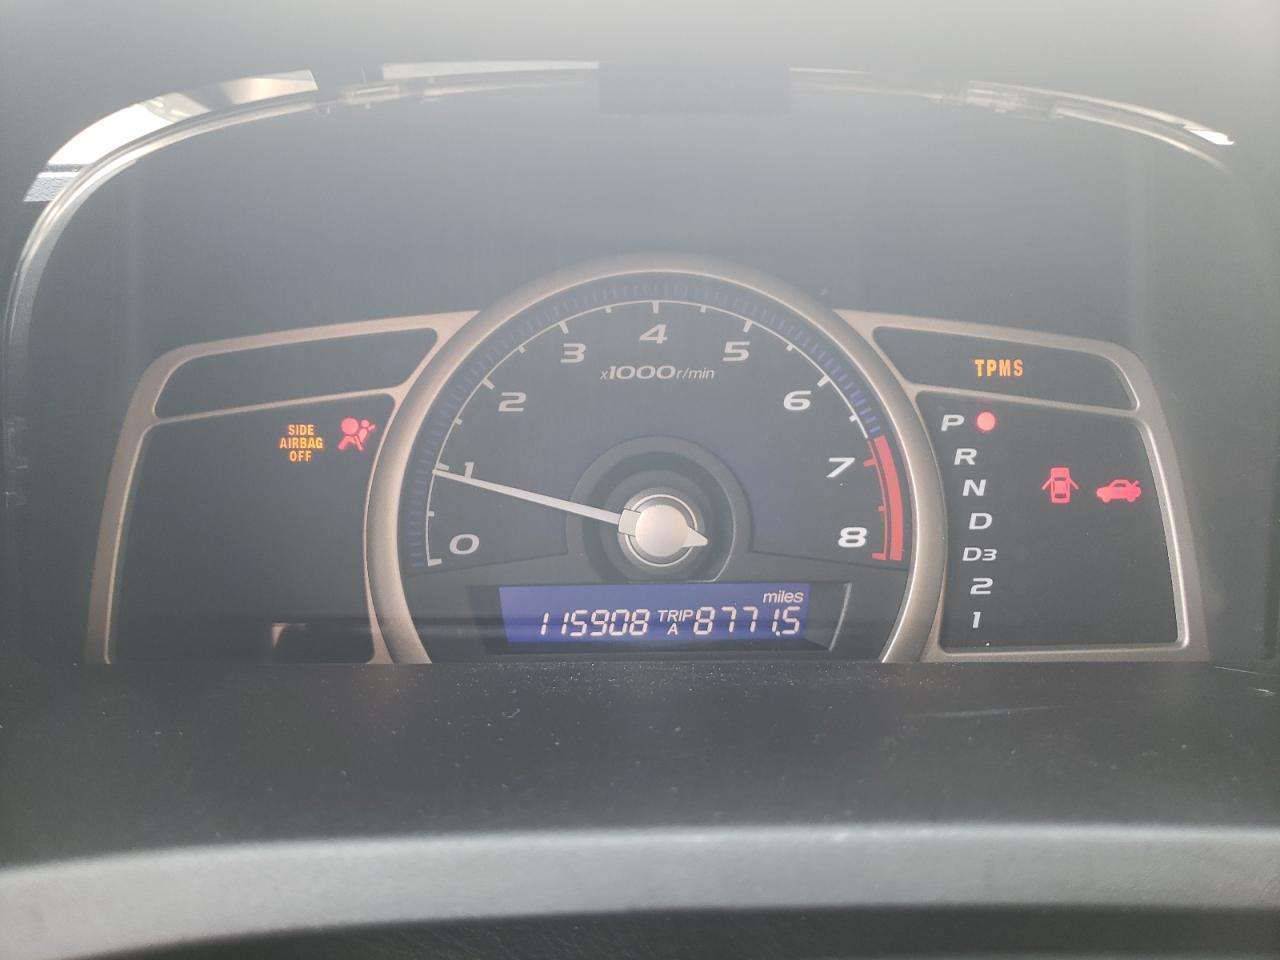 4
3
5
x1000r/min
2
6
1
7
0
8
miles
115908 TRIP A 8771.5
SIDE
AIRBAG
OFF
TPMS
P
R
N
D
D3
2
1